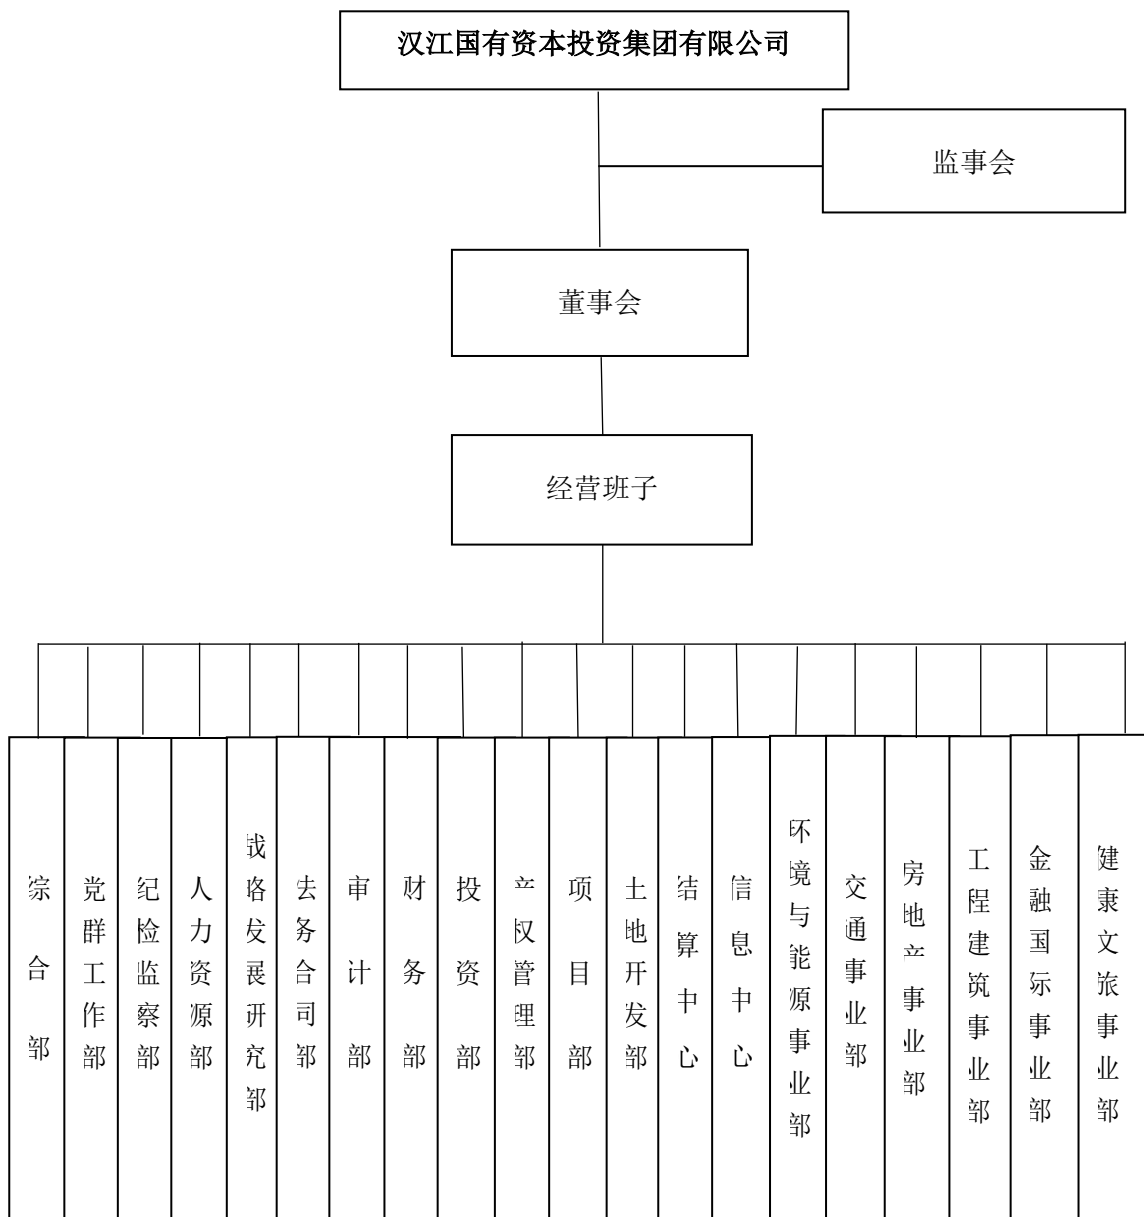 汉江国有资本投资集团有限公司
监事会
董事会
经营班子
综合部
党群工作部
纪检监察部
人力资源部
战略发展研究部
法务合同部
审计部
财务部
投资部
产权管理部
项目部
土地开发部
结算中心
信息中心
环境与能源事业部
交通事业部
房地产事业部
工程建筑事业部
金融国际事业部
健康文旅事业部